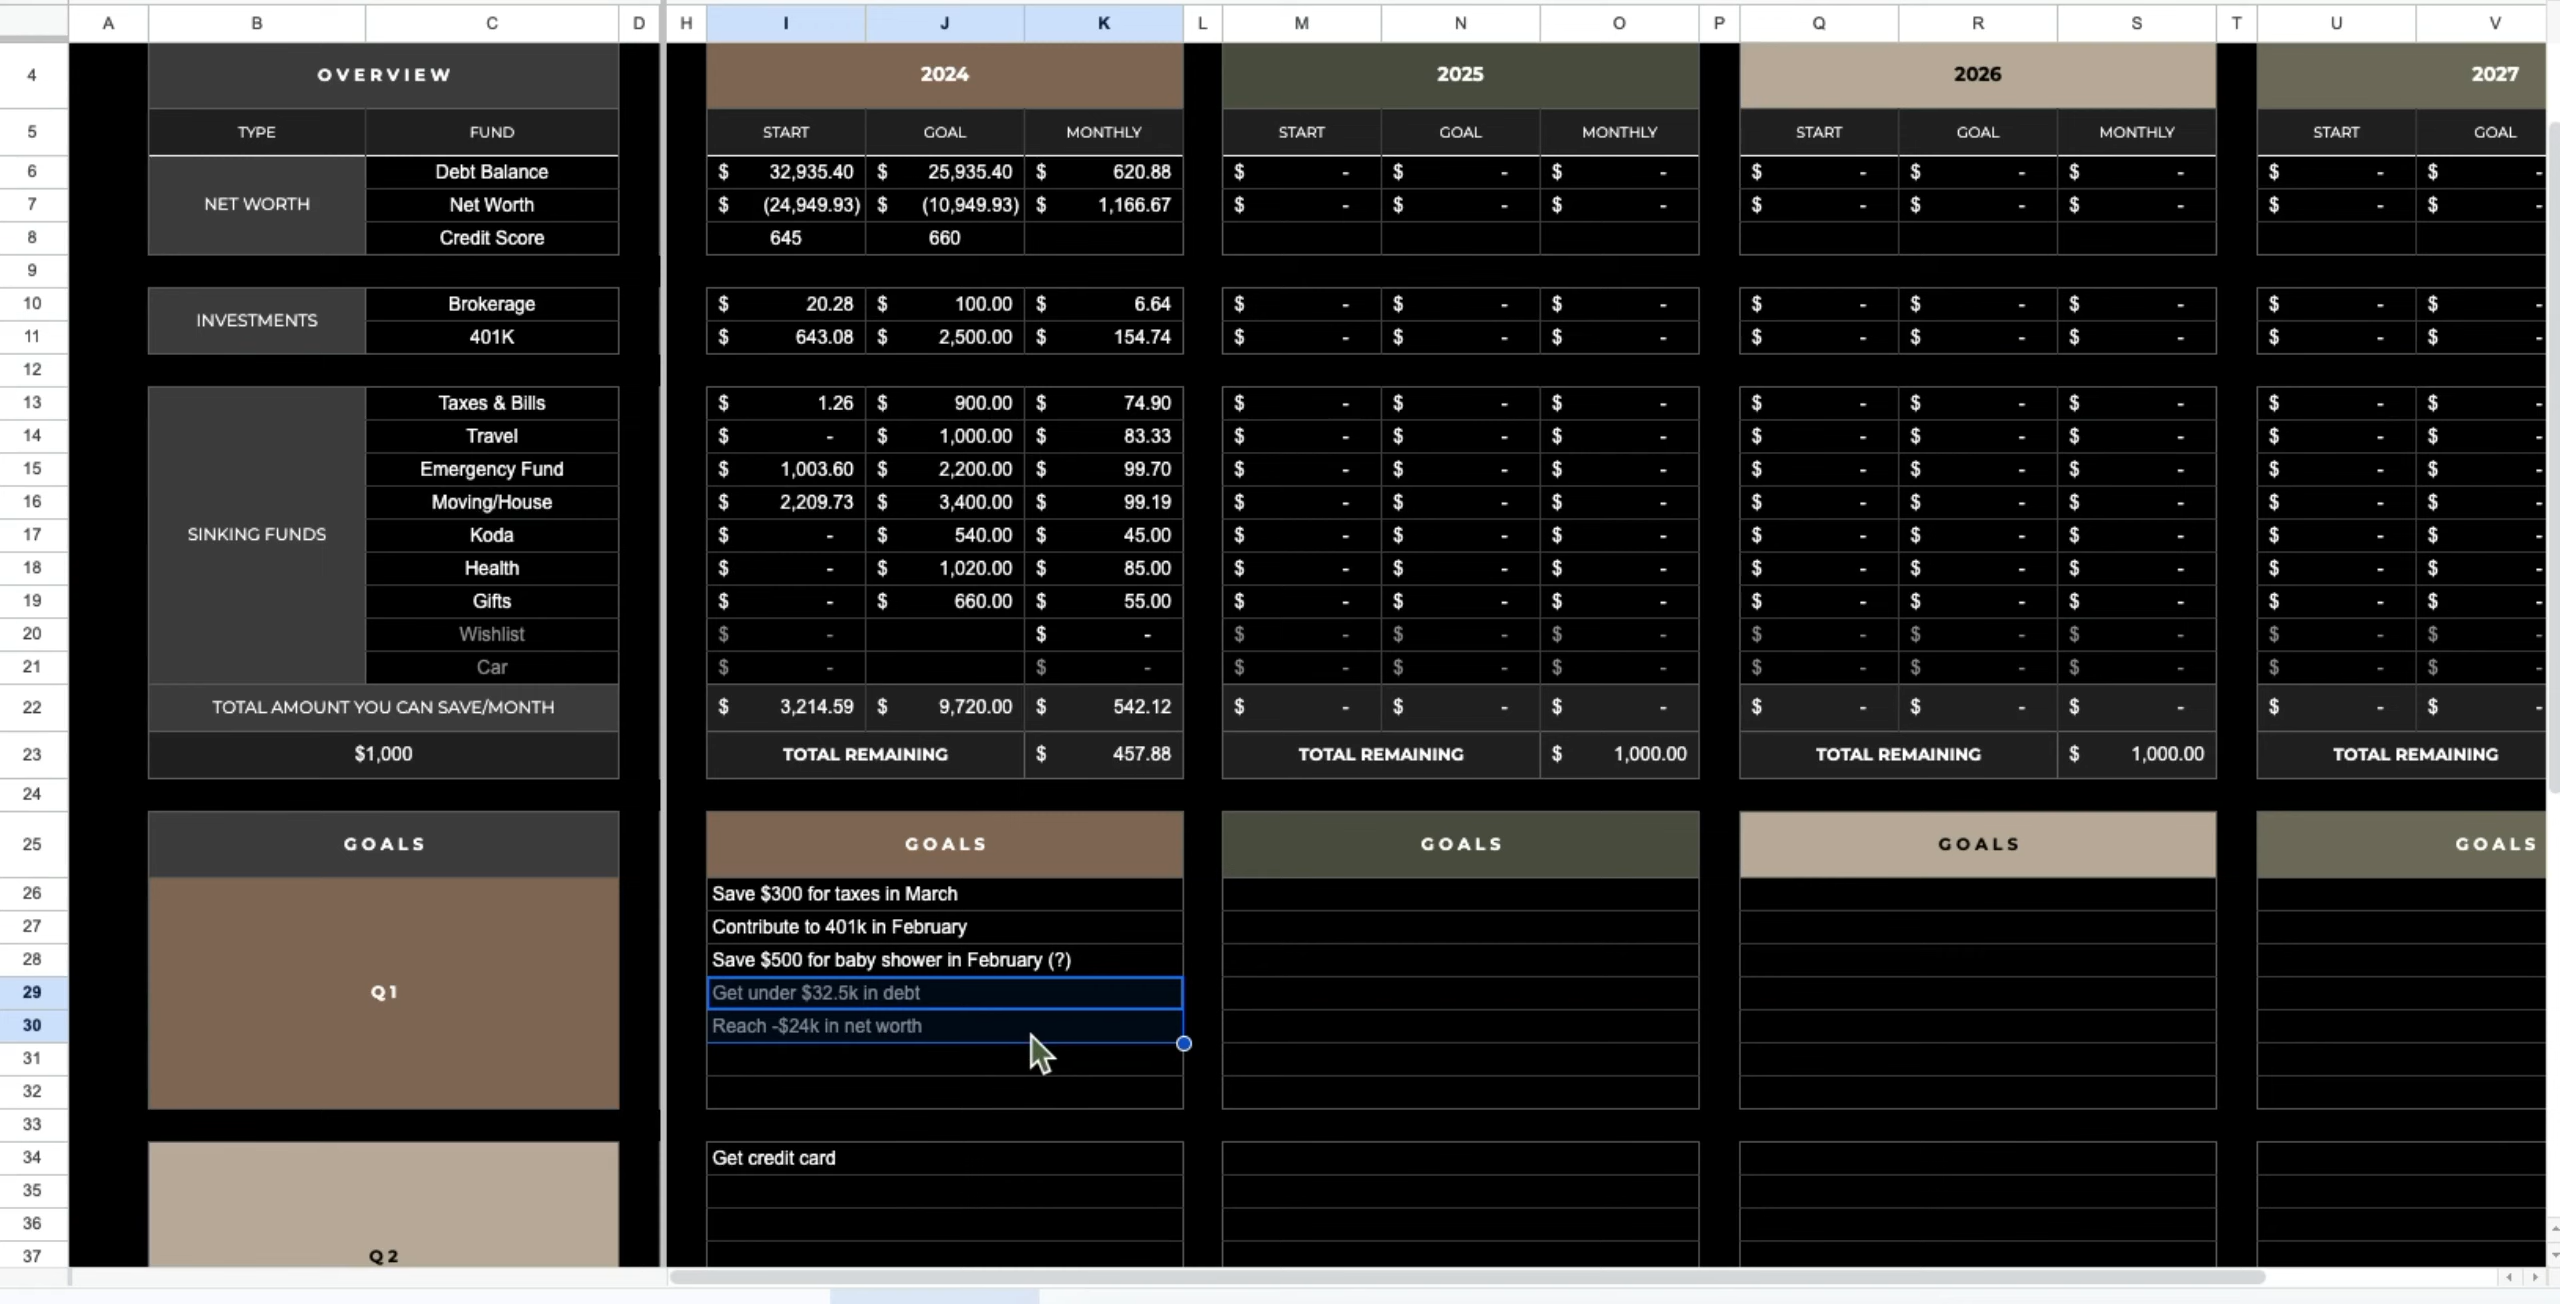 A B C D H I J K L M N O P Q R S T U V
4 OVERVIEW 2024 2025 2026 2027
5 TYPE FUND START GOAL MONTHLY START GOAL MONTHLY START GOAL MONTHLY START GOAL
6 Debt Balance $ 32,935.40 $ 25,935.40 $ 620.88 $ - $ - $ - $ - $ - $ - $ - $ -
7 NET WORTH Net Worth $ (24,949.93) $ (10,949.93) $ 1,166.67 $ - $ - $ - $ - $ - $ - $ - $ -
8 Credit Score 645 660
9
10 Brokerage $ 20.28 $ 100.00 $ 6.64 $ - $ - $ - $ - $ - $ - $ - $ -
INVESTMENTS
11 401K $ 643.08 $ 2,500.00 $ 154.74 $ - $ - $ - $ - $ - $ - $ - $ -
12
13 Taxes & Bills $ 1.26 $ 900.00 $ 74.90 $ - $ - $ - $ - $ - $ - $ - $ -
14 Travel $ - $ 1,000.00 $ 83.33 $ - $ - $ - $ - $ - $ - $ - $ -
15 Emergency Fund $ 1,003.60 $ 2,200.00 $ 99.70 $ - $ - $ - $ - $ - $ - $ - $ -
16 Moving/House $ 2,209.73 $ 3,400.00 $ 99.19 $ - $ - $ - $ - $ - $ - $ - $ -
17 SINKING FUNDS Koda $ - $ 540.00 $ 45.00 $ - $ - $ - $ - $ - $ - $ - $ -
18 Health $ - $ 1,020.00 $ 85.00 $ - $ - $ - $ - $ - $ - $ - $ -
19 Gifts $ - $ 660.00 $ 55.00 $ - $ - $ - $ - $ - $ - $ - $ -
20 Wishlist $ - $ - $ - $ - $ - $ - $ - $ - $ - $ -
21 Car $ - $ - $ - $ - $ - $ - $ - $ - $ - $ -
22 TOTAL AMOUNT YOU CAN SAVE/MONTH $ 3,214.59 $ 9,720.00 $ 542.12 $ - $ - $ - $ - $ - $ - $ - $ -
23 $1,000 TOTAL REMAINING $ 457.88 TOTAL REMAINING $ 1,000.00 TOTAL REMAINING $ 1,000.00 TOTAL REMAINING
24
25 GOALS GOALS GOALS GOALS GOALS
26 Save $300 for taxes in March
27 Contribute to 401k in February
28 Save $500 for baby shower in February (?)
29 Q1 Get under $32.5k in debt
30 Reach -$24k in net worth
31
32
33
34 Get credit card
35
36
37 Q2